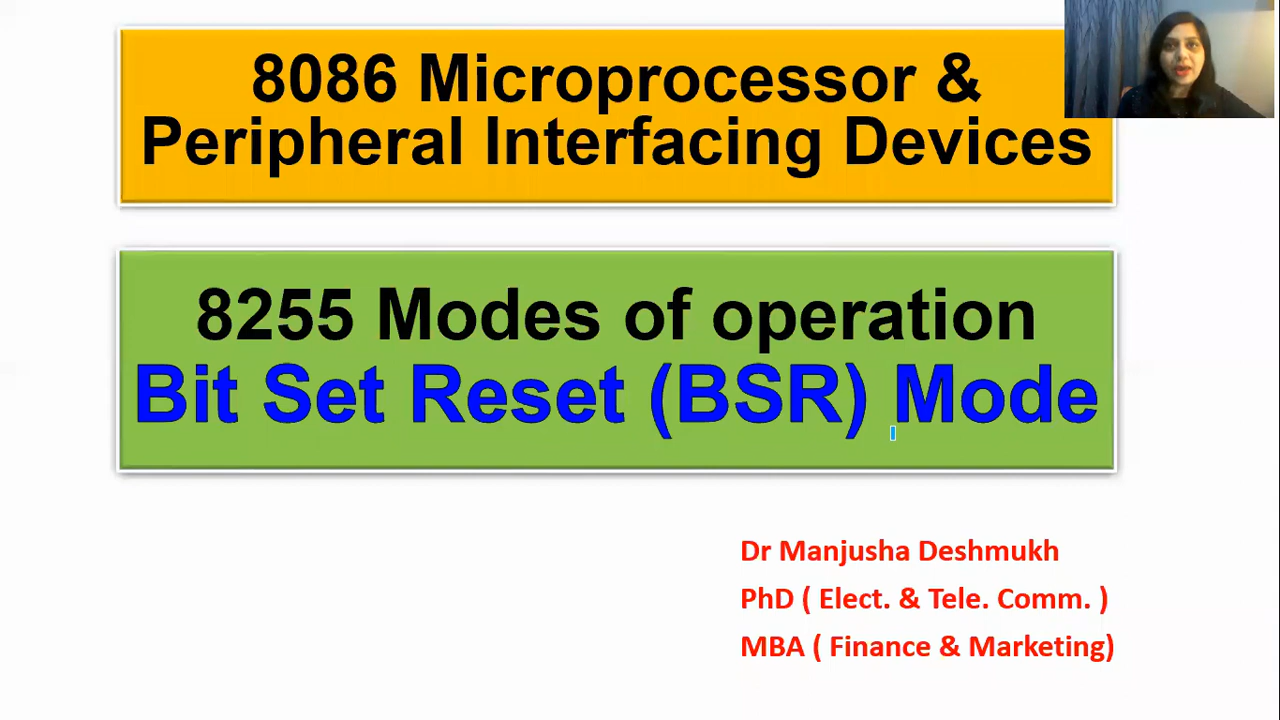 8086 Microprocessor &
Peripheral Interfacing Devices
8255 Modes of operation
Bit Set Reset (BSR) Mode
Dr Manjusha Deshmukh
PhD ( Elect. & Tele. Comm. )
MBA ( Finance & Marketing)